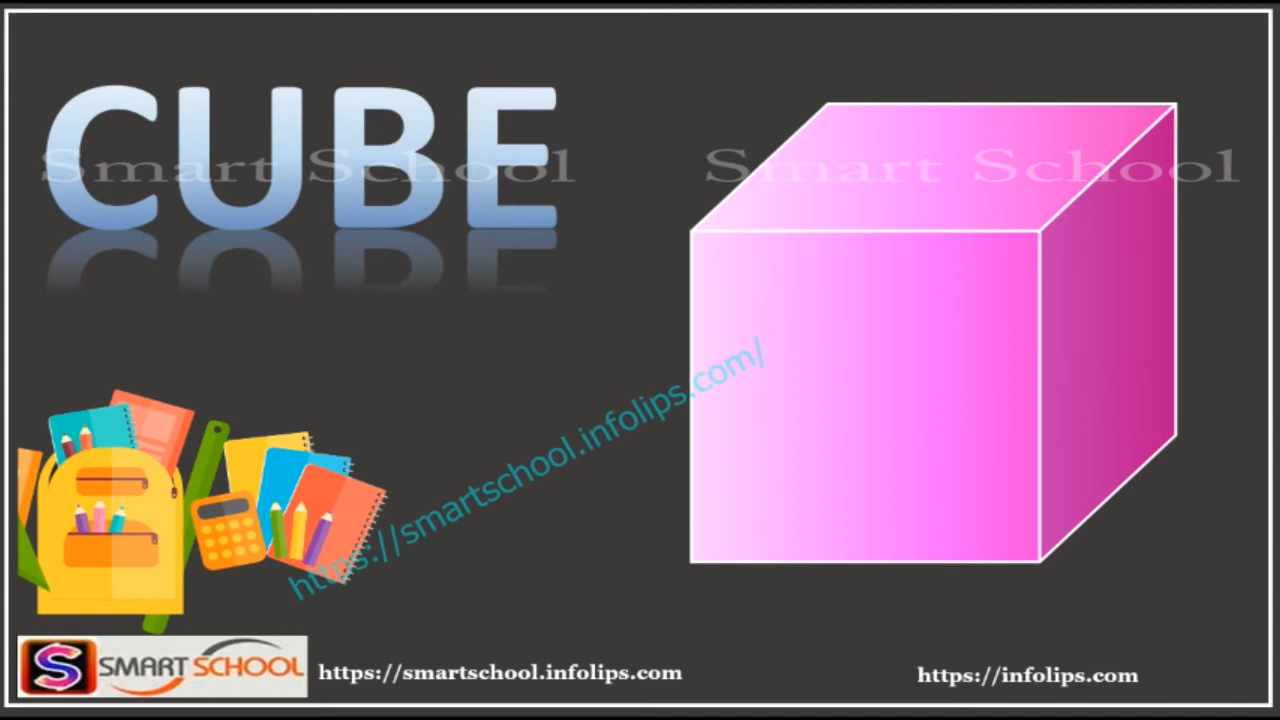 CUBE
Smart School Smart School
https://smartschool.infolips.com/
S SMART SCHOOL
https://smartschool.infolips.com
https://infolips.com